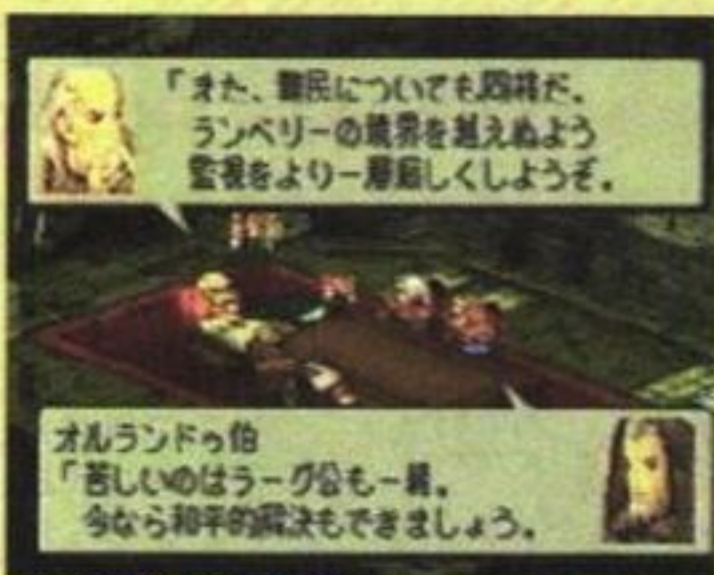 「また、難民についても同様だ。
ランベリーの境界を越えぬよう
監視をより一層厳しくしようぞ。
オルランドゥ伯
「苦しいのはラーグ公も一緒。
今なら和平的解決もできましょう。